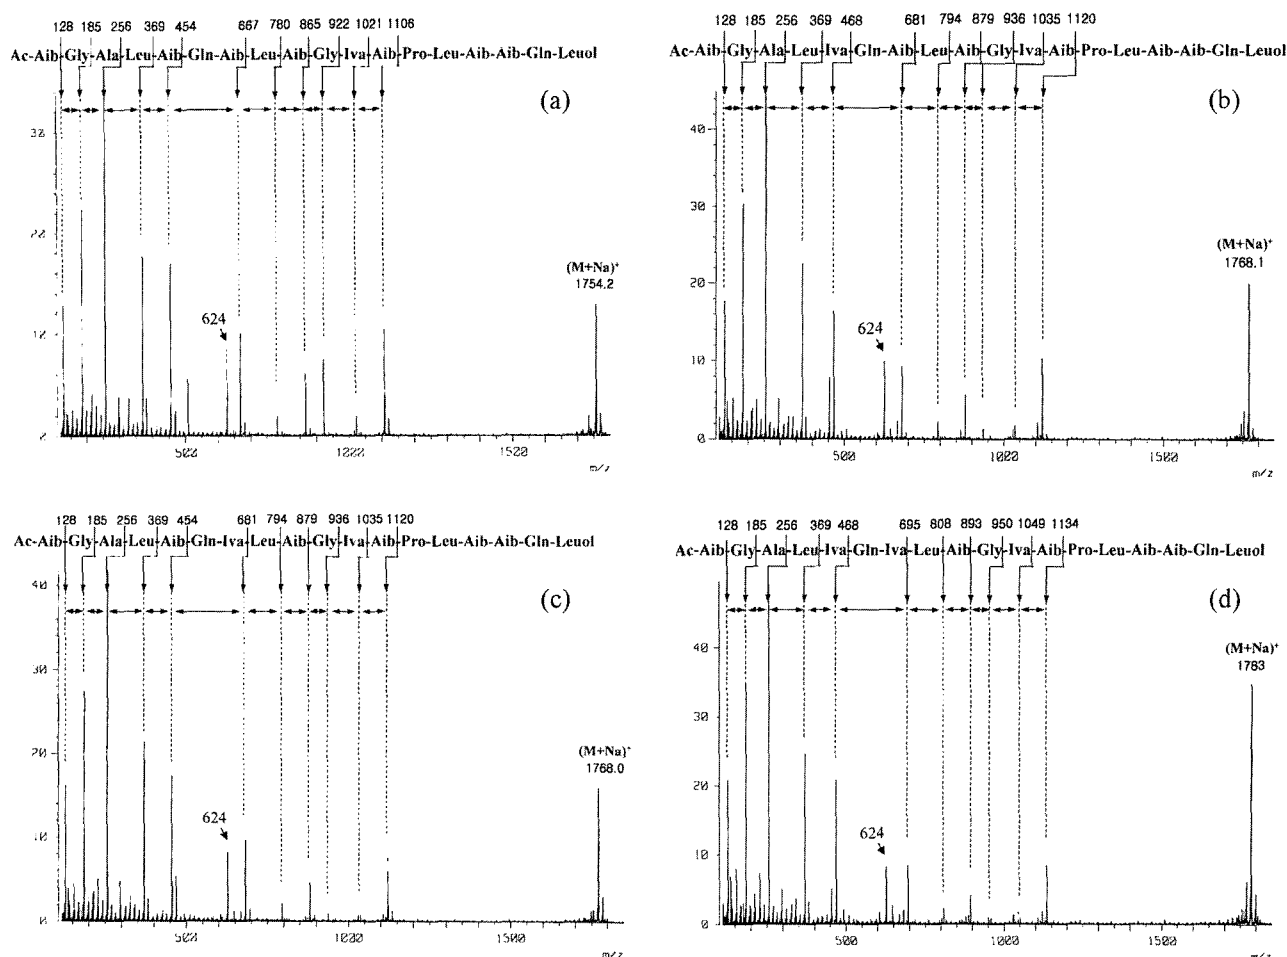 128 185 256 369 454 667 780 865 922 1021 1106
Ac-Aib-Gly-Ala-Leu-Aib-Gln-Aib-Leu-Aib-Gly-Iva-Aib-Pro-Leu-Aib-Aib-Gln-Leuol
(a)
30
20
(M+Na)⁺
1754.2
624
10
0
500 1000 1500
m/z
128 185 256 369 468 681 794 879 936 1035 1120
Ac-Aib-Gly-Ala-Leu-Iva-Gln-Aib-Leu-Aib-Gly-Iva-Aib-Pro-Leu-Aib-Aib-Gln-Leuol
(b)
40
30
(M+Na)⁺
1768.1
20
624
10
0
500 1000 1500
m/z
128 185 256 369 454 681 794 879 936 1035 1120
Ac-Aib-Gly-Ala-Leu-Aib-Gln-Iva-Leu-Aib-Gly-Iva-Aib-Pro-Leu-Aib-Aib-Gln-Leuol
40
(c)
30
(M+Na)⁺
1768.0
20
624
10
0
500 1000 1500
m/z
128 185 256 369 468 695 808 893 950 1049 1134
Ac-Aib-Gly-Ala-Leu-Iva-Gln-Iva-Leu-Aib-Gly-Iva-Aib-Pro-Leu-Aib-Aib-Gln-Leuol
(d)
40
(M+Na)⁺
1783
30
20
624
10
0
500 1000 1500
m/z